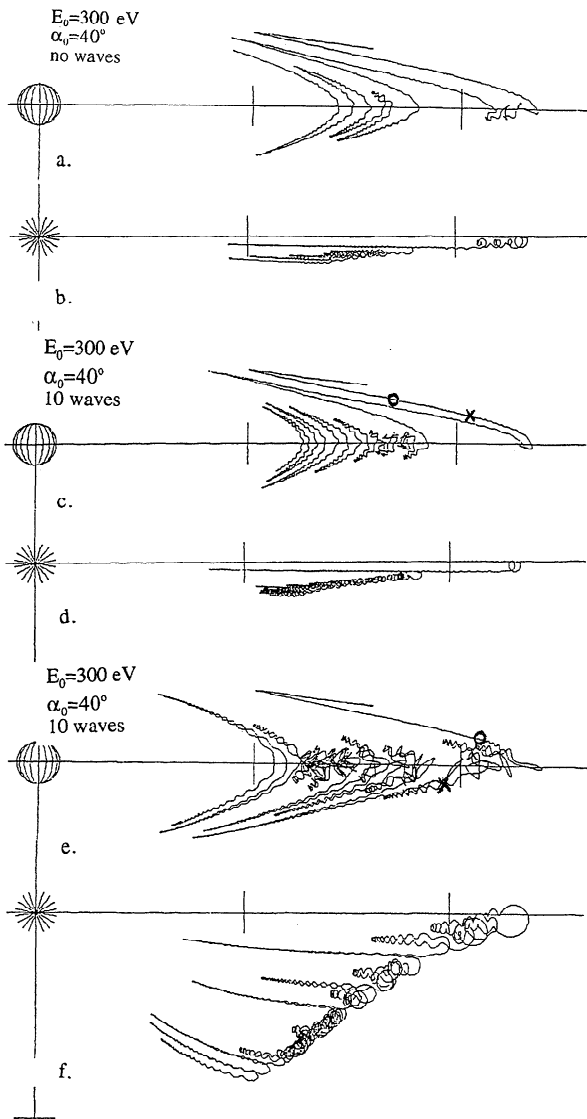 E₀=300 eV
α₀=40°
no waves
a.
b.
E₀=300 eV
α₀=40°
10 waves
c.
d.
E₀=300 eV
α₀=40°
10 waves
e.
f.